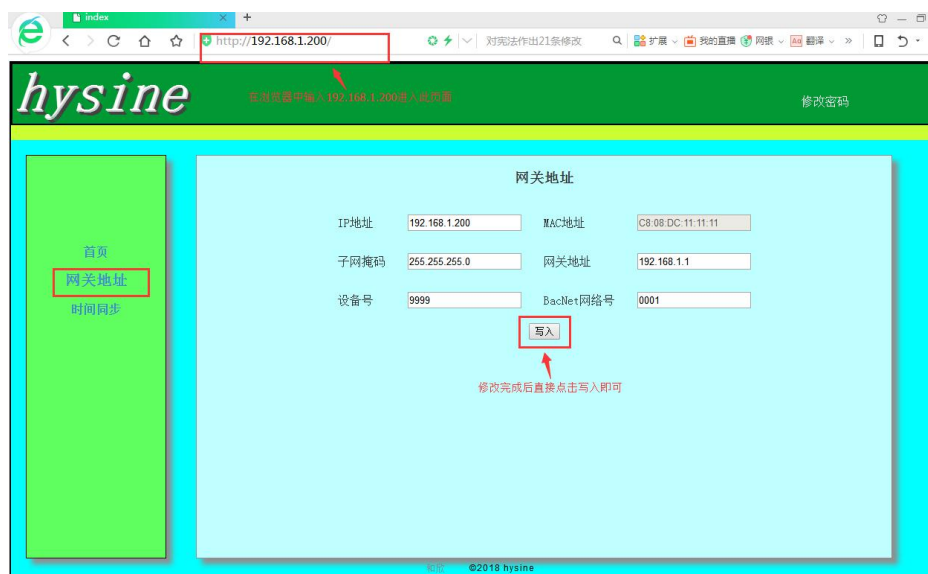 index
http://192.168.1.200/
对宪法作出21条修改
扩展
我的直播
网银
翻译
hysine
在浏览器中输入192.168.1.200进入此页面
修改密码
网关地址
IP地址 192.168.1.200 MAC地址 C8:08:DC:11:11:11
首页
子网掩码 255.255.255.0 网关地址 192.168.1.1
网关地址
设备号 9999 BacNet网络号 0001
时间同步
写入
修改完成后直接点击写入即可
©2018 hysine